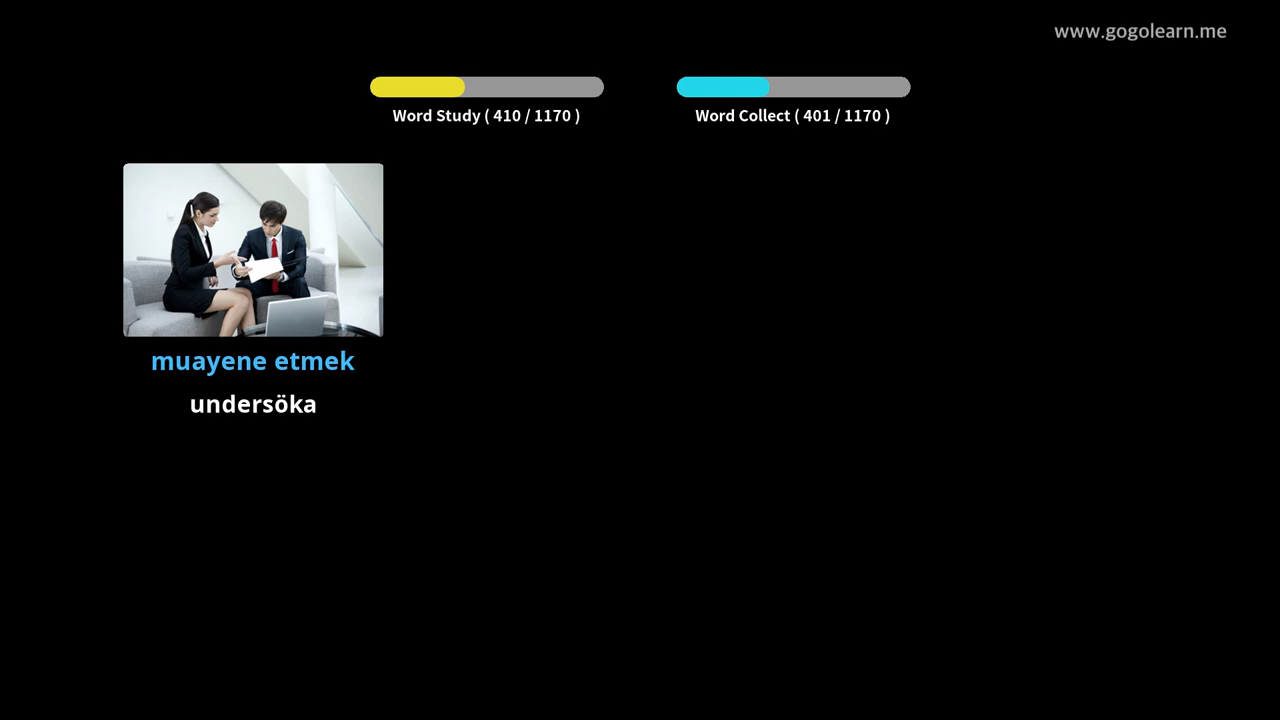 www.gogolearn.me
Word Study ( 410 / 1170 )
Word Collect ( 401 / 1170 )
muayene etmek
undersöka